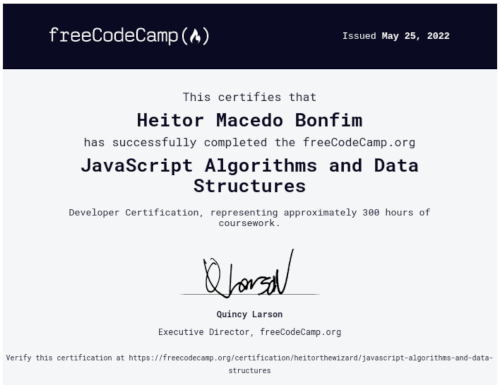 freeCodeCamp(🔥)
Issued May 25, 2022
This certifies that
Heitor Macedo Bonfim
has successfully completed the freeCodeCamp.org
JavaScript Algorithms and Data
Structures
Developer Certification, representing approximately 300 hours of
coursework.
Q Larson
Quincy Larson
Executive Director, freeCodeCamp.org
Verify this certification at https://freecodecamp.org/certification/heitorthewizard/javascript-algorithms-and-data-
structures